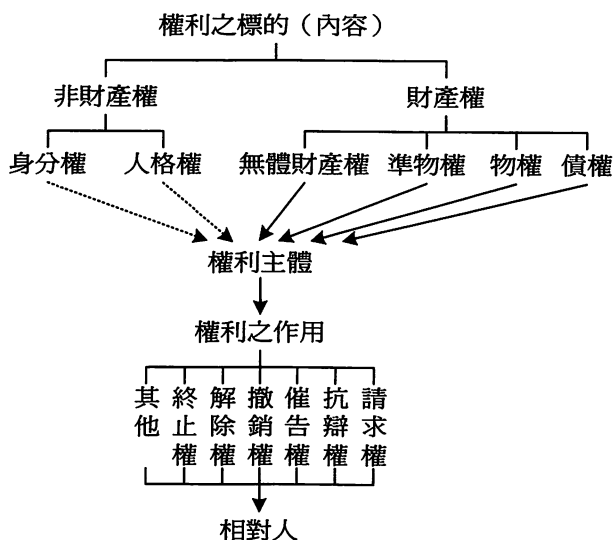 權利之標的（內容）
非財產權 財產權
身分權 人格權 無體財產權 準物權 物權 債權
權利主體
權利之作用
其他
終止權
解除權
撤銷權
催告權
抗辯權
請求權
相對人